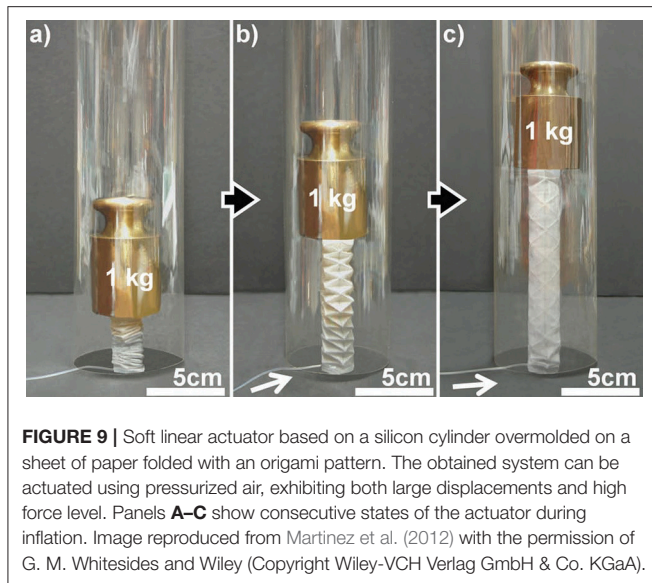 a) b) c)
1 kg 1 kg 1 kg
5cm 5cm 5cm
FIGURE 9 | Soft linear actuator based on a silicon cylinder overmolded on a
sheet of paper folded with an origami pattern. The obtained system can be
actuated using pressurized air, exhibiting both large displacements and high
force level. Panels A–C show consecutive states of the actuator during
inflation. Image reproduced from Martinez et al. (2012) with the permission of
G. M. Whitesides and Wiley (Copyright Wiley-VCH Verlag GmbH & Co. KGaA).